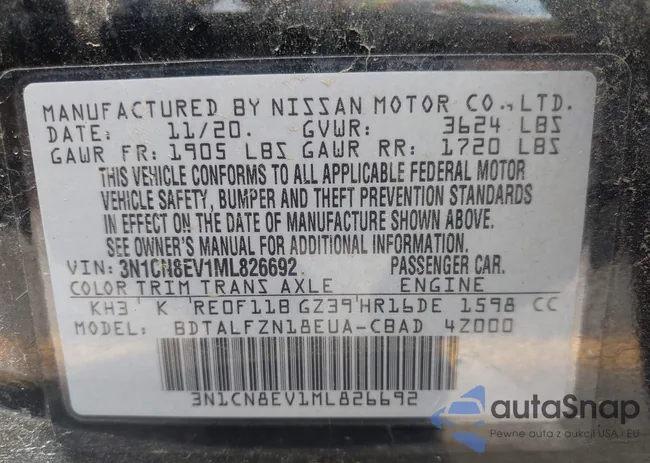 MANUFACTURED BY NISSAN MOTOR CO., LTD.
DATE: 11/20. GVWR: 3624 LBS
GAWR FR: 1905 LBS GAWR RR: 1720 LBS
THIS VEHICLE CONFORMS TO ALL APPLICABLE FEDERAL MOTOR
VEHICLE SAFETY, BUMPER AND THEFT PREVENTION STANDARDS
IN EFFECT ON THE DATE OF MANUFACTURE SHOWN ABOVE.
SEE OWNER'S MANUAL FOR ADDITIONAL INFORMATION.
VIN: 3N1CN8EV1ML826692 PASSENGER CAR.
COLOR TRIM TRANS AXLE ENGINE
KH3 K RE0F11B GZ39 HR16DE 1598 CC
MODEL: BDTALFZN18EUA-CBAD 4Z000
3N1CN8EV1ML826692
autaSnap
Pewne auta z aukcji USA i EU